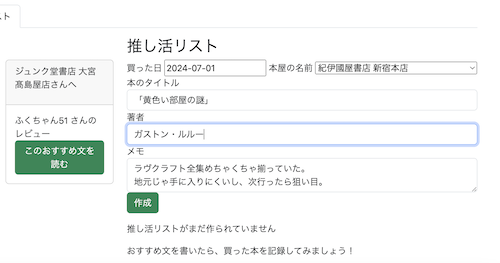 スト
ジュンク堂書店 大宮
髙島屋店さんへ
ふくちゃん51 さんの
レビュー
このおすすめ文を
読む
推し活リスト
買った日 2024-07-01 本屋の名前 紀伊國屋書店 新宿本店
本のタイトル
「黄色い部屋の謎」
著者
ガストン・ルルー
メモ
ラヴクラフト全集めちゃくちゃ揃っていた。
地元じゃ手に入りにくいし、次行ったら狙い目。
作成
推し活リストがまだ作られていません
おすすめ文を書いたら、買った本を記録してみましょう！